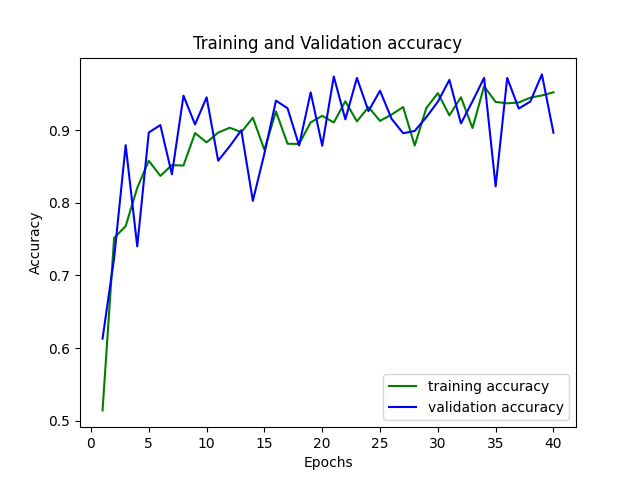 Training and Validation accuracy
Accuracy
0.9
0.8
0.7
0.6
0.5
0 5 10 15 20 25 30 35 40
Epochs
training accuracy
validation accuracy